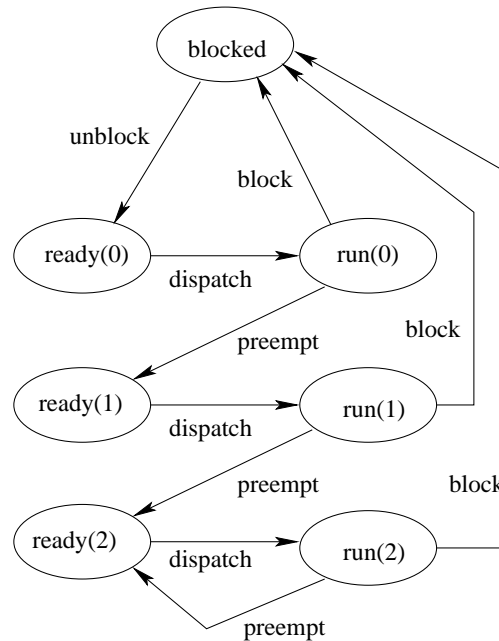 blocked
unblock
block
ready(0)
run(0)
dispatch
preempt
block
ready(1)
run(1)
dispatch
preempt
block
ready(2)
run(2)
dispatch
preempt